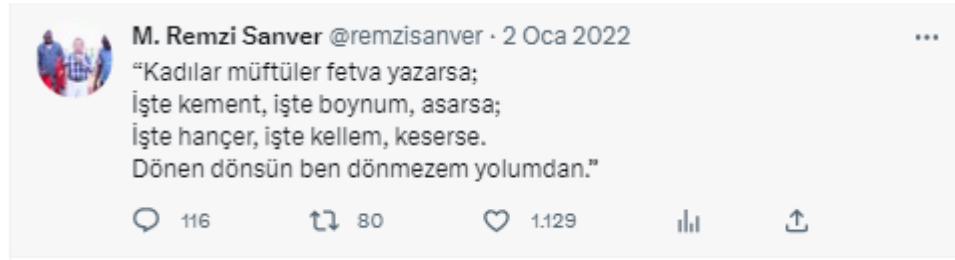 M. Remzi Sanver @remzisanver · 2 Oca 2022
“Kadılar müftüler fetva yazarsa;
İşte kement, işte boynum, asarsa;
İşte hançer, işte kellem, keserse.
Dönen dönsün ben dönmezem yolumdan.”
116 80 1.129